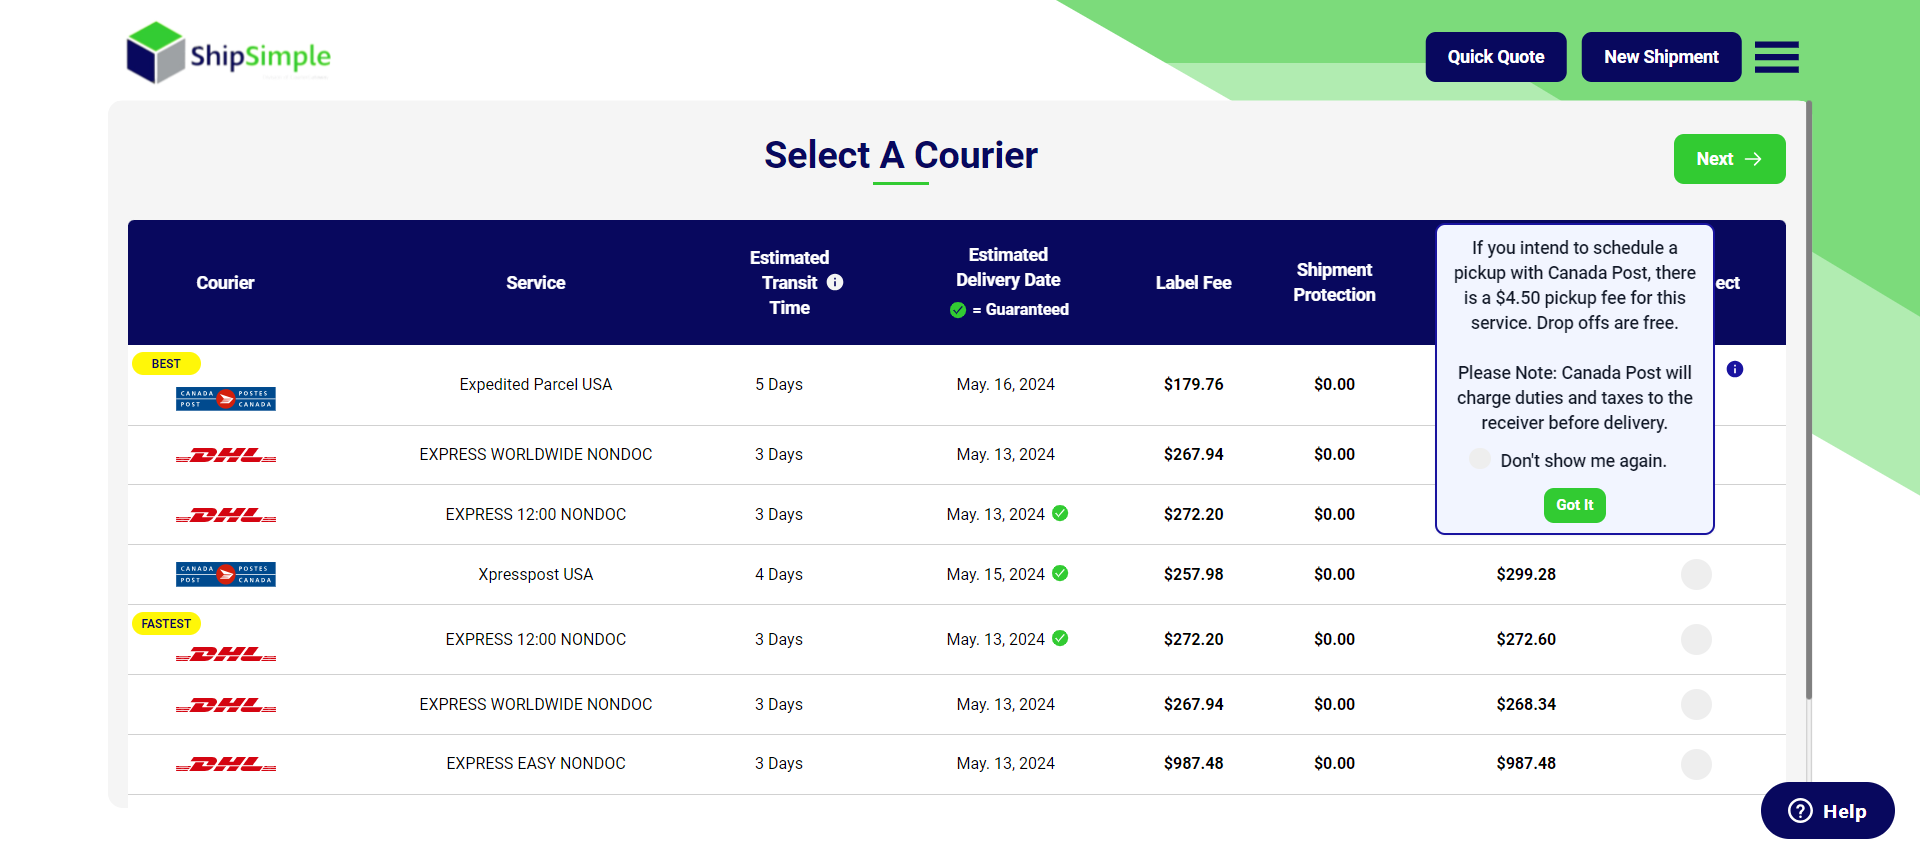 ShipSimple
Quick Quote
New Shipment
Select A Courier
Next
Courier
Service
Estimated
Transit
Time
Estimated
Delivery Date
= Guaranteed
Label Fee
Shipment
Protection
ect
If you intend to schedule a
pickup with Canada Post, there
is a $4.50 pickup fee for this
service. Drop offs are free.
Please Note: Canada Post will
charge duties and taxes to the
receiver before delivery.
Don't show me again.
Got It
BEST
CANADA POSTES
POST CANADA
Expedited Parcel USA 5 Days May. 16, 2024 $179.76 $0.00
DHL EXPRESS WORLDWIDE NONDOC 3 Days May. 13, 2024 $267.94 $0.00
DHL EXPRESS 12:00 NONDOC 3 Days May. 13, 2024 $272.20 $0.00
CANADA POSTES
POST CANADA
Xpresspost USA 4 Days May. 15, 2024 $257.98 $0.00 $299.28
FASTEST
DHL EXPRESS 12:00 NONDOC 3 Days May. 13, 2024 $272.20 $0.00 $272.60
DHL EXPRESS WORLDWIDE NONDOC 3 Days May. 13, 2024 $267.94 $0.00 $268.34
DHL EXPRESS EASY NONDOC 3 Days May. 13, 2024 $987.48 $0.00 $987.48
Help